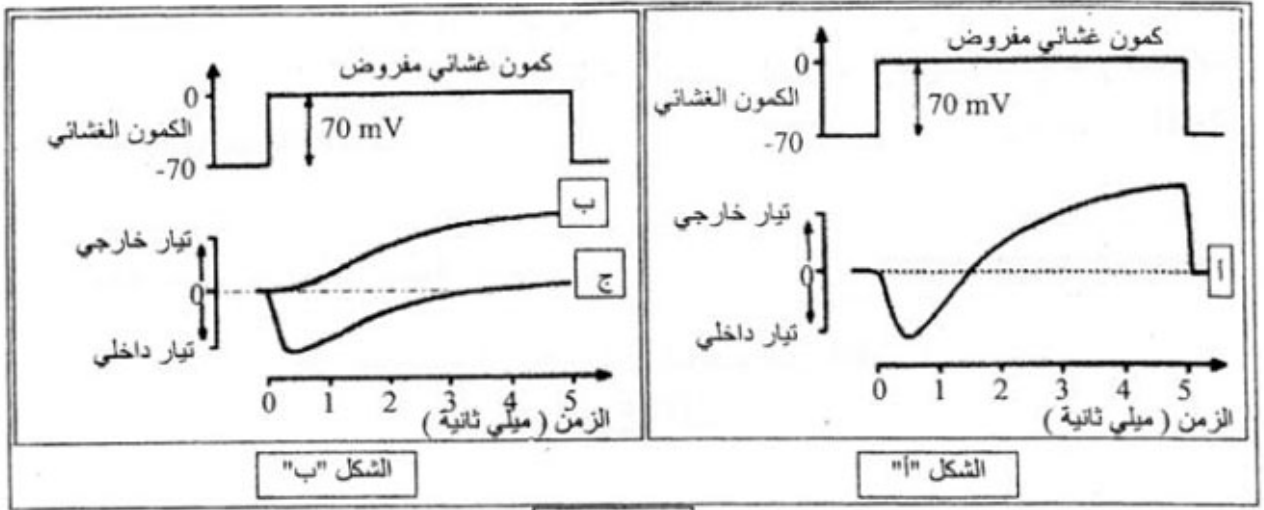 كمون غشائي مفروض
0
الكمون الغشائي
70 mV
-70
تيار خارجي
0
تيار داخلي
أ
0 1 2 3 4 5
الزمن ( ميلي ثانية )
الشكل "أ"
كمون غشائي مفروض
0
الكمون الغشائي
70 mV
-70
ب
تيار خارجي
0
ج
تيار داخلي
0 1 2 3 4 5
الزمن ( ميلي ثانية )
الشكل "ب"